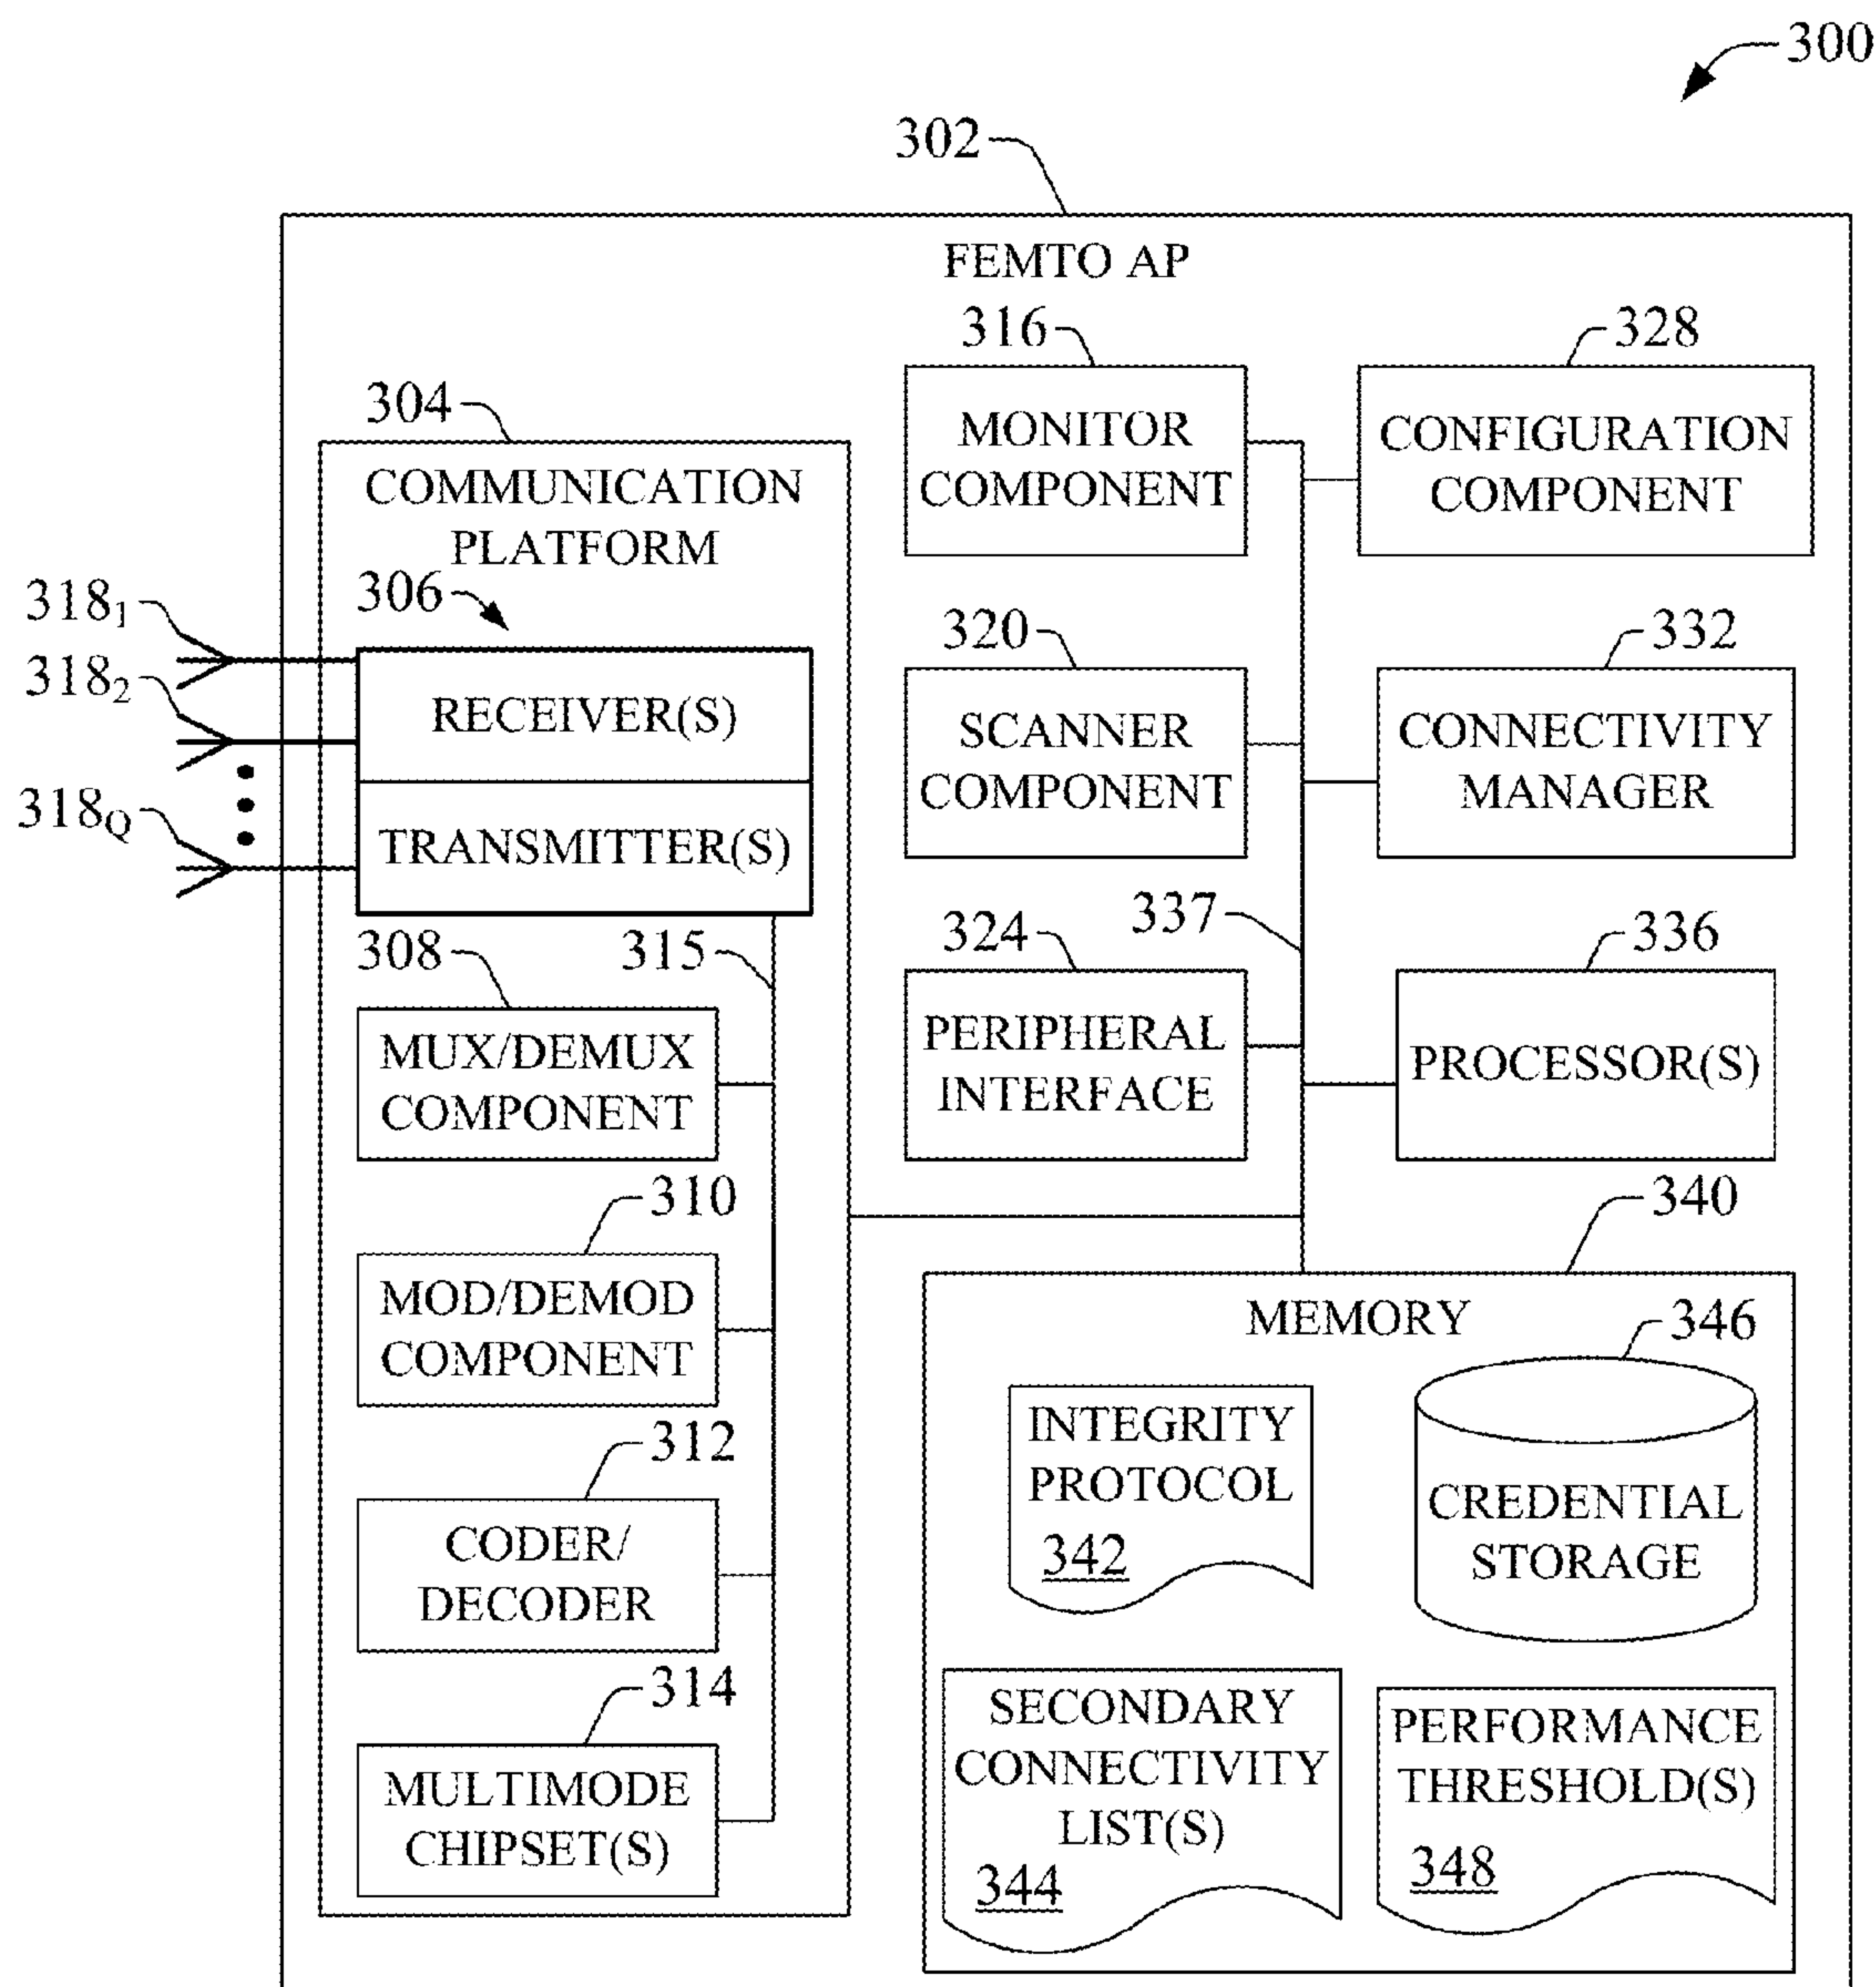 300
302
FEMTO AP
304
COMMUNICATION
PLATFORM
306
318₁
318₂
318Q
RECEIVER(S)
TRANSMITTER(S)
308
315
MUX/DEMUX
COMPONENT
310
MOD/DEMOD
COMPONENT
312
CODER/
DECODER
314
MULTIMODE
CHIPSET(S)
316
MONITOR
COMPONENT
328
CONFIGURATION
COMPONENT
320
SCANNER
COMPONENT
332
CONNECTIVITY
MANAGER
324
337
PERIPHERAL
INTERFACE
336
PROCESSOR(S)
340
MEMORY
INTEGRITY
PROTOCOL
342
346
CREDENTIAL
STORAGE
SECONDARY
CONNECTIVITY
LIST(S)
344
PERFORMANCE
THRESHOLD(S)
348